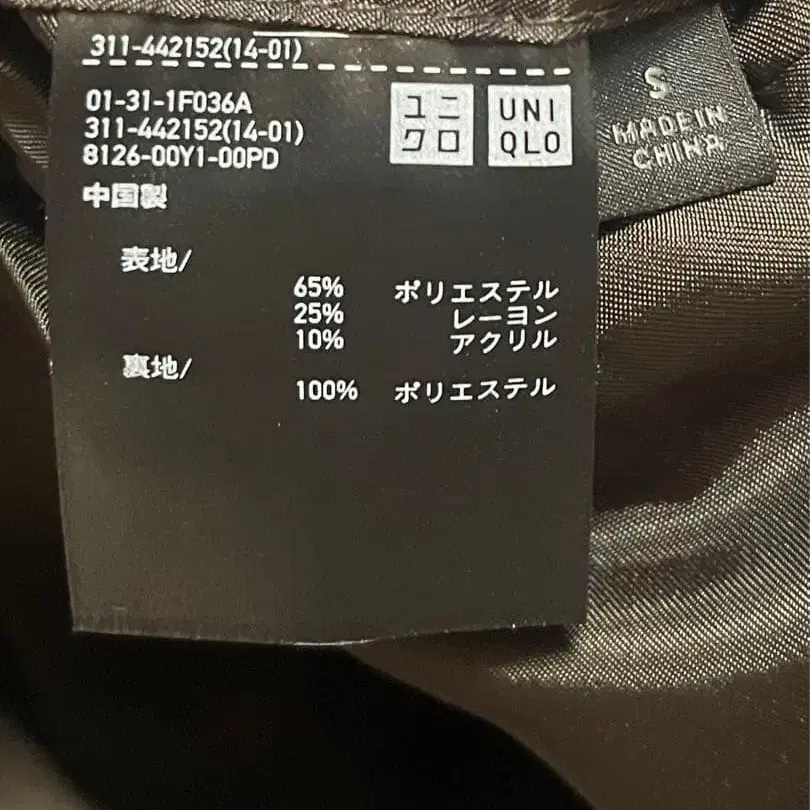 311-442152(14-01)
01-31-1F036A
311-442152(14-01)
8126-00Y1-00PD
中国製
ユニ
クロ
UNI
QLO
S
MADE IN
CHINA
表地/
65% ポリエステル
25% レーヨン
10% アクリル
裏地/
100% ポリエステル